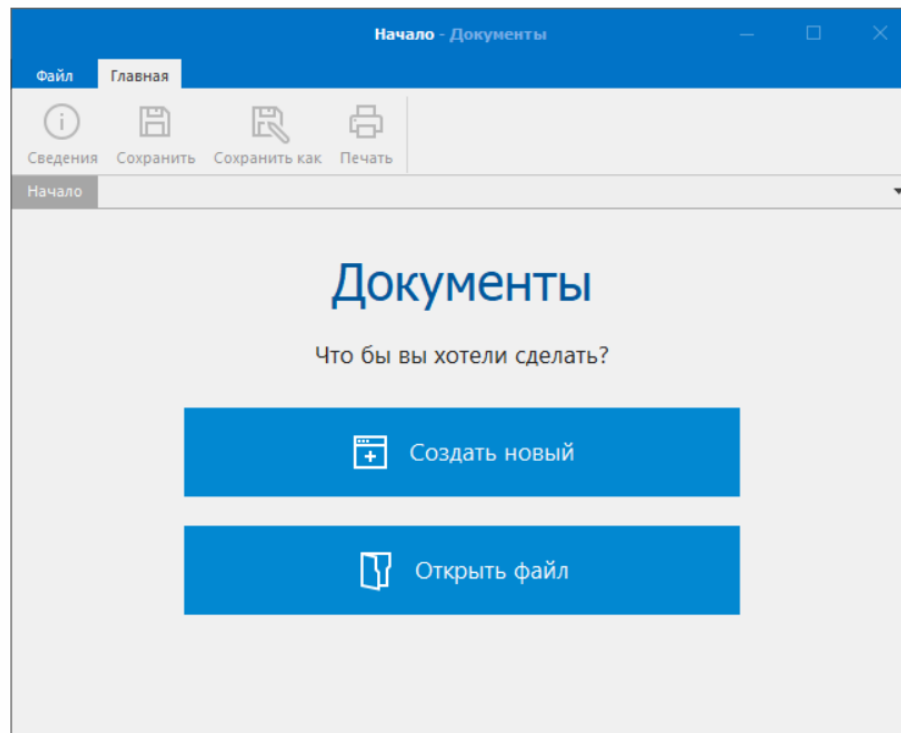 Начало - Документы
Файл Главная
Сведения Сохранить Сохранить как Печать
Начало
Документы
Что бы вы хотели сделать?
Создать новый
Открыть файл